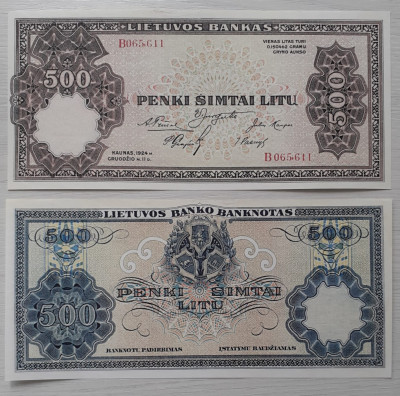 LIETUVOS BANKAS
B065611
VIENAS LITAS TURI
0,150462 GRAMŲ
GRYNO AUKSO
500
500
PENKI ŠIMTAI LITŲ
KAUNAS, 1924 M.
GRUODŽIO M. 11 D.
B065611
LIETUVOS BANKO BANKNOTAS
500
500
PENKI ŠIMTAI
LITŲ
500
BANKNOTŲ PADIRBIMAS
ĮSTATYMU BAUDŽIAMAS